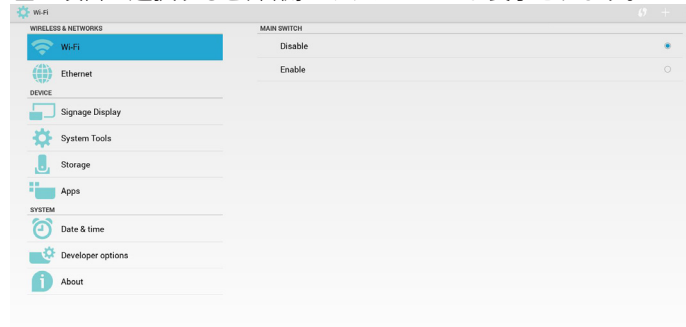 Wi-Fi
WIRELESS & NETWORKS
Wi-Fi
Ethernet
DEVICE
Signage Display
System Tools
Storage
Apps
SYSTEM
Date & time
Developer options
About
MAIN SWITCH
Disable
Enable